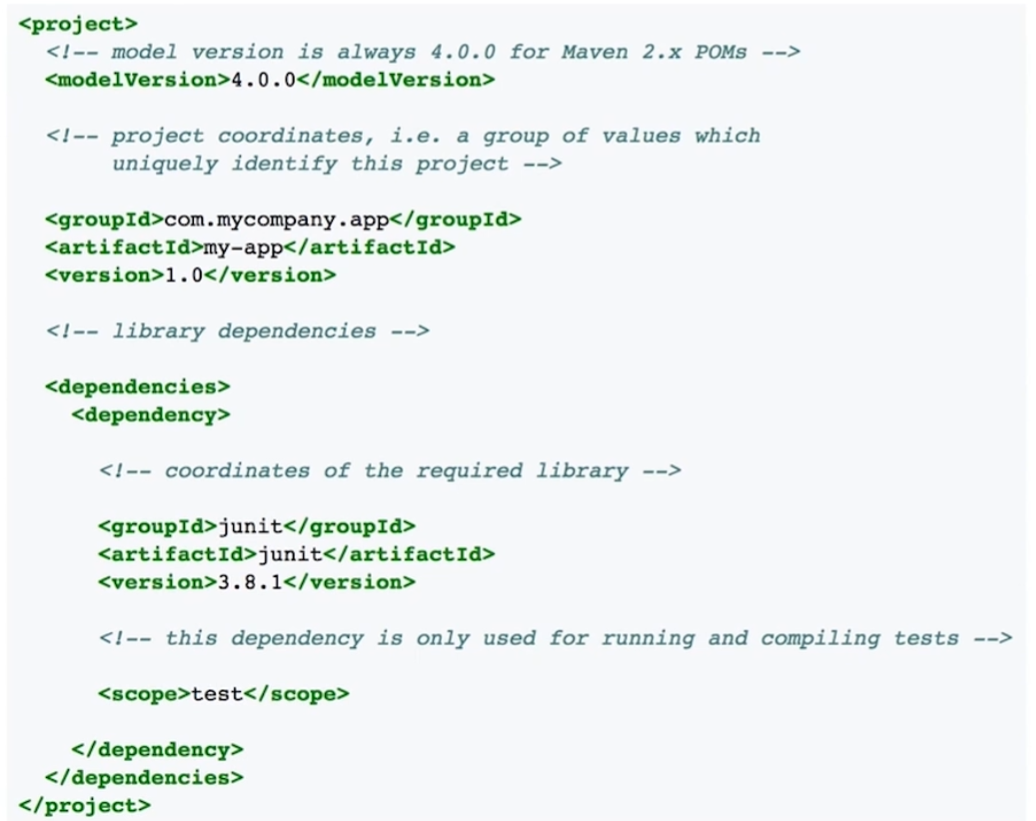 <project>
<!-- model version is always 4.0.0 for Maven 2.x POMs -->
<modelVersion>4.0.0</modelVersion>
<!-- project coordinates, i.e. a group of values which
uniquely identify this project -->
<groupId>com.mycompany.app</groupId>
<artifactId>my-app</artifactId>
<version>1.0</version>
<!-- library dependencies -->
<dependencies>
<dependency>
<!-- coordinates of the required library -->
<groupId>junit</groupId>
<artifactId>junit</artifactId>
<version>3.8.1</version>
<!-- this dependency is only used for running and compiling tests -->
<scope>test</scope>
</dependency>
</dependencies>
</project>